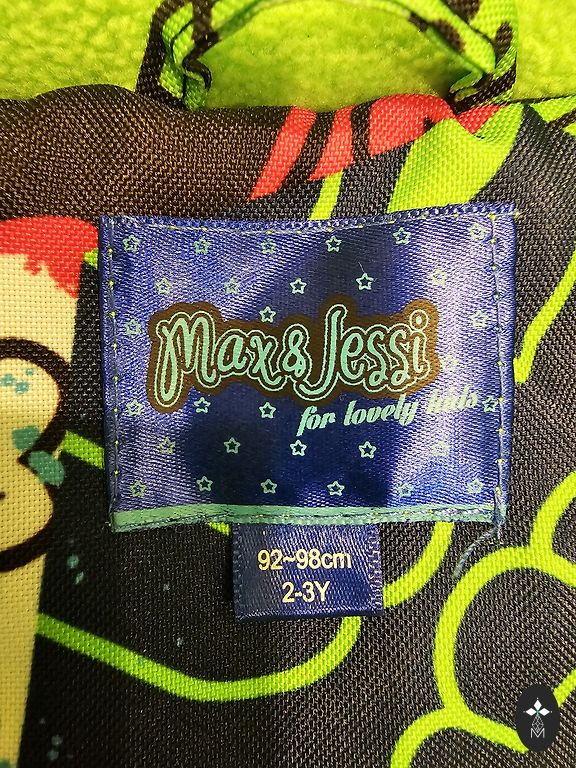 Max & Jessi
for lovely kids
92~98cm
2-3Y